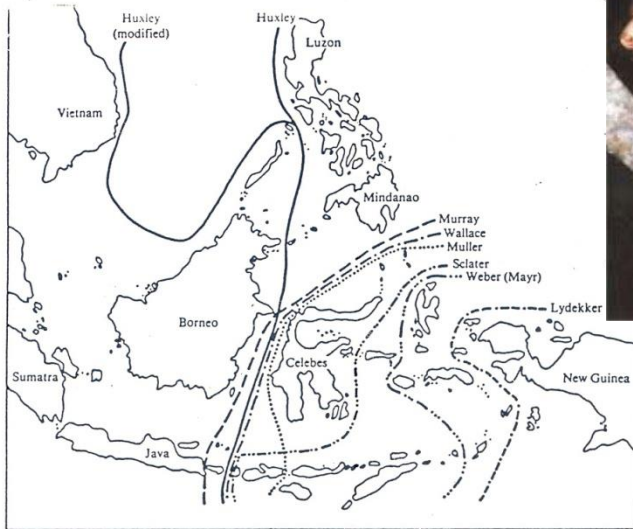 Huxley
(modified)
Huxley
Luzon
Vietnam
Mindanao
Murray
Wallace
Muller
Sclater
Weber (Mayr)
Lydekker
Borneo
Celebes
Sumatra
New Guinea
Java